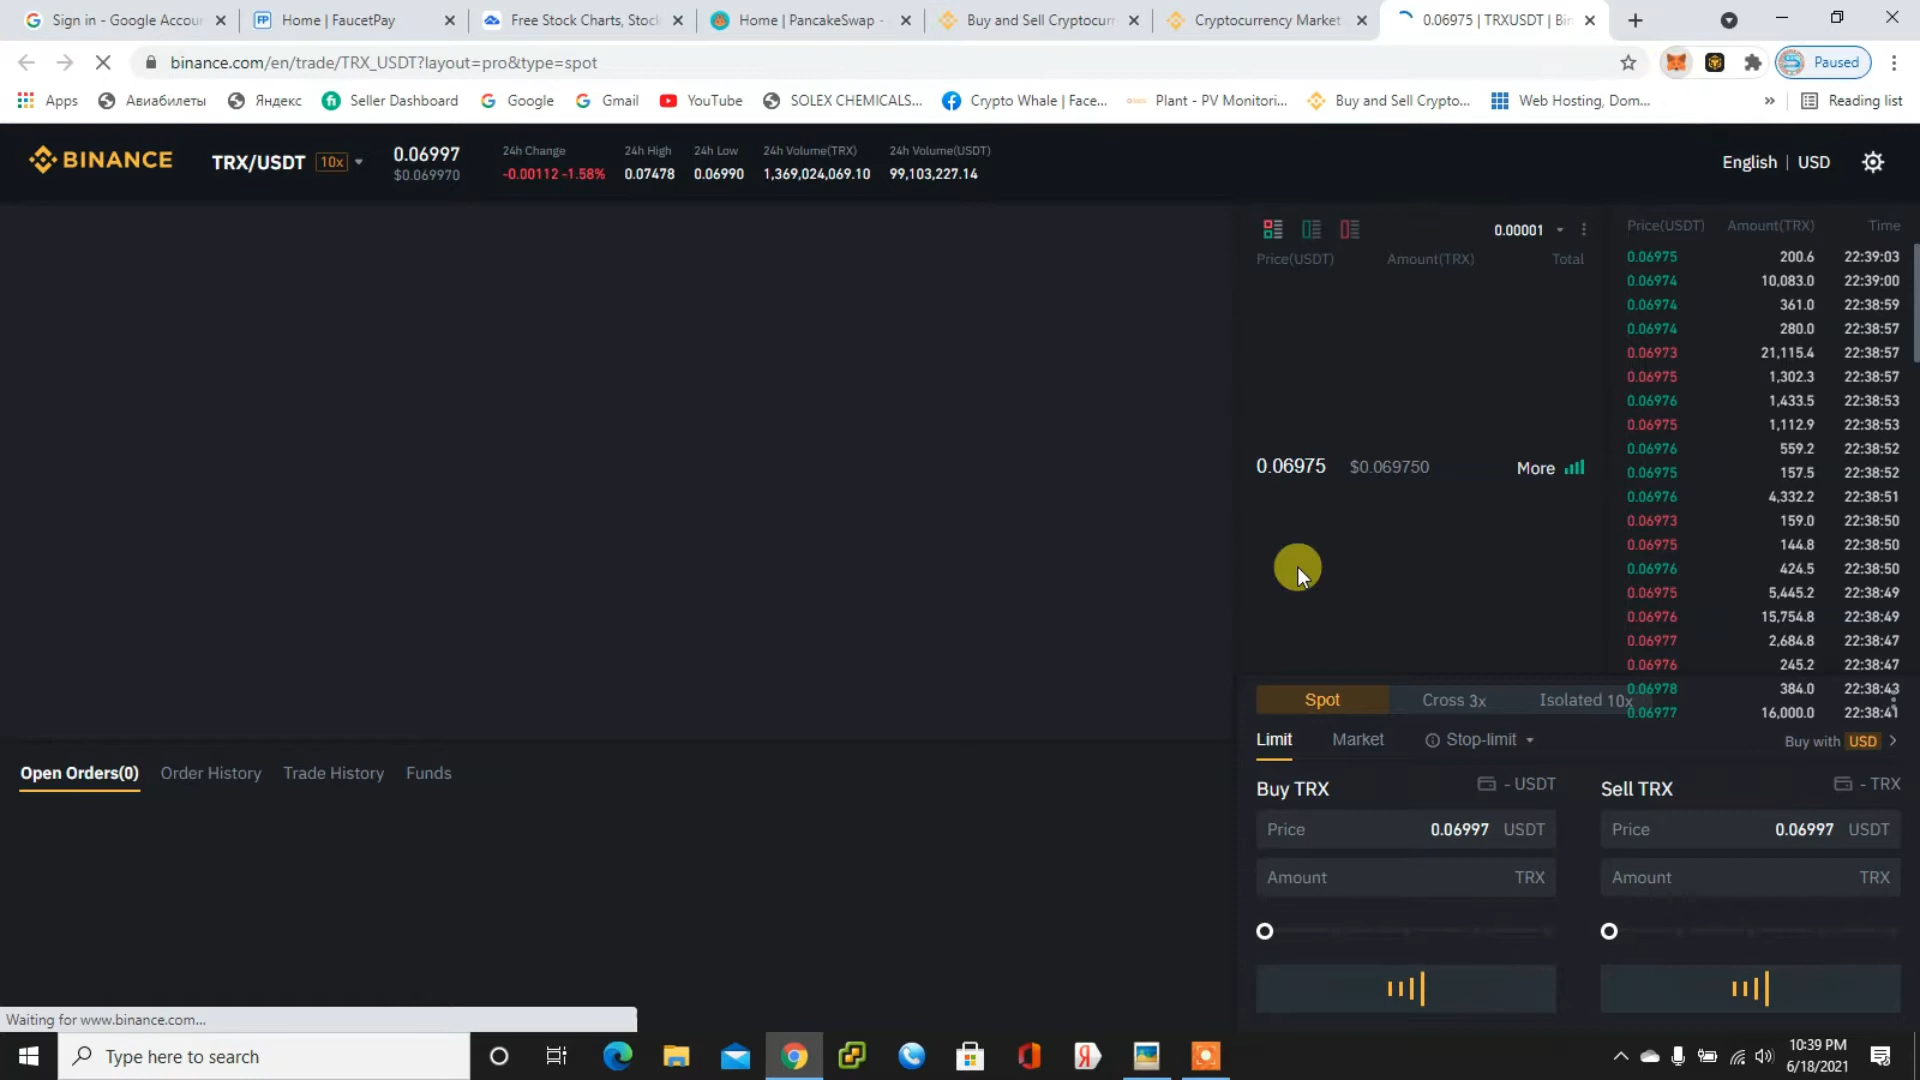 Sign in - Google Accou
Home | FaucetPay
Free Stock Charts, Stock
Home | PancakeSwap -
Buy and Sell Cryptocurr
Cryptocurrency Market
0.06975 | TRXUSDT | Bin
binance.com/en/trade/TRX_USDT?layout=pro&type=spot
Paused
Apps
Авиабилеты
Яндекс
Seller Dashboard
Google
Gmail
YouTube
SOLEX CHEMICALS...
Crypto Whale | Face...
Plant - PV Monitori...
Buy and Sell Crypto...
Web Hosting, Dom...
»
Reading list
BINANCE
TRX/USDT 10x
0.06997
$0.069970
24h Change
-0.00112 -1.58%
24h High
0.07478
24h Low
0.06990
24h Volume(TRX)
1,369,024,069.10
24h Volume(USDT)
99,103,227.14
English | USD
0.00001
Price(USDT) Amount(TRX) Total
0.06975 $0.069750 More
Price(USDT) Amount(TRX) Time
0.06975 200.6 22:39:03
0.06974 10,083.0 22:39:00
0.06974 361.0 22:38:59
0.06974 280.0 22:38:57
0.06973 21,115.4 22:38:57
0.06975 1,302.3 22:38:57
0.06976 1,433.5 22:38:53
0.06975 1,112.9 22:38:53
0.06976 559.2 22:38:52
0.06975 157.5 22:38:52
0.06976 4,332.2 22:38:51
0.06973 159.0 22:38:50
0.06975 144.8 22:38:50
0.06976 424.5 22:38:50
0.06975 5,445.2 22:38:49
0.06976 15,754.8 22:38:49
0.06977 2,684.8 22:38:47
0.06976 245.2 22:38:47
0.06978 384.0 22:38:43
0.06977 16,000.0 22:38:41
Spot Cross 3x Isolated 10x
Limit Market Stop-limit
Buy with USD
Buy TRX - USDT
Price 0.06997 USDT
Amount TRX
Sell TRX - TRX
Price 0.06997 USDT
Amount TRX
Open Orders(0) Order History Trade History Funds
Waiting for www.binance.com...
Type here to search
10:39 PM
6/18/2021